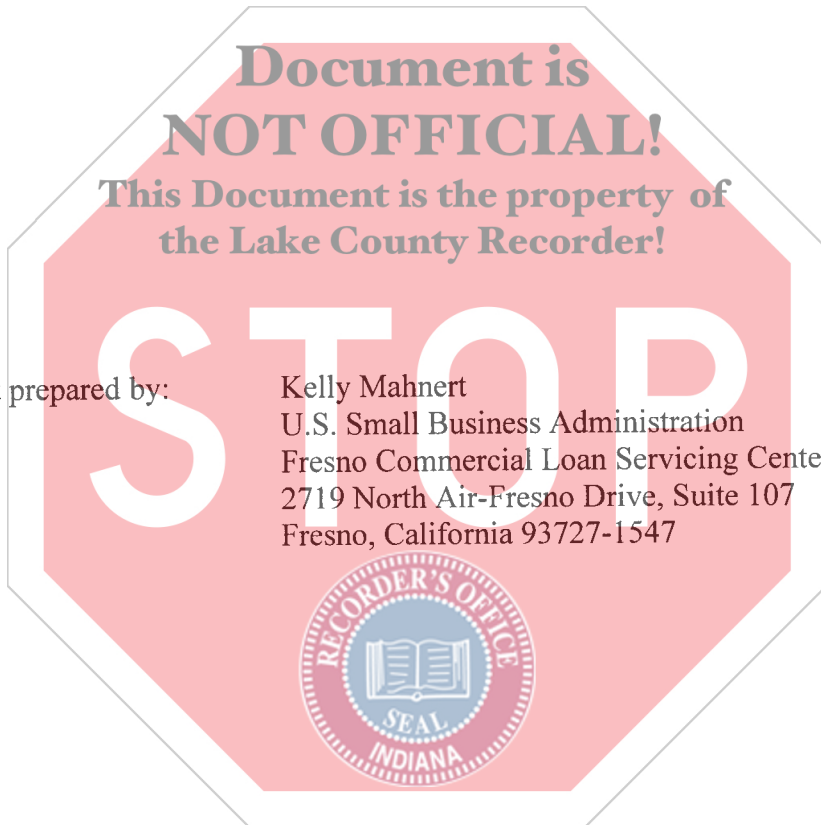 Document is
NOT OFFICIAL!
This Document is the property of
the Lake County Recorder!
STOP
prepared by: Kelly Mahnert
U.S. Small Business Administration
Fresno Commercial Loan Servicing Cente
2719 North Air-Fresno Drive, Suite 107
Fresno, California 93727-1547
RECORDER'S OFFICE
SEAL
INDIANA